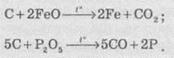 C+2FeO —t°→ 2Fe+CO₂;
5C+P₂O₅ —t°→ 5CO+2P.